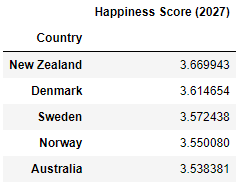 Happiness Score (2027)
Country
New Zealand 3.669943
Denmark 3.614654
Sweden 3.572438
Norway 3.550080
Australia 3.538381